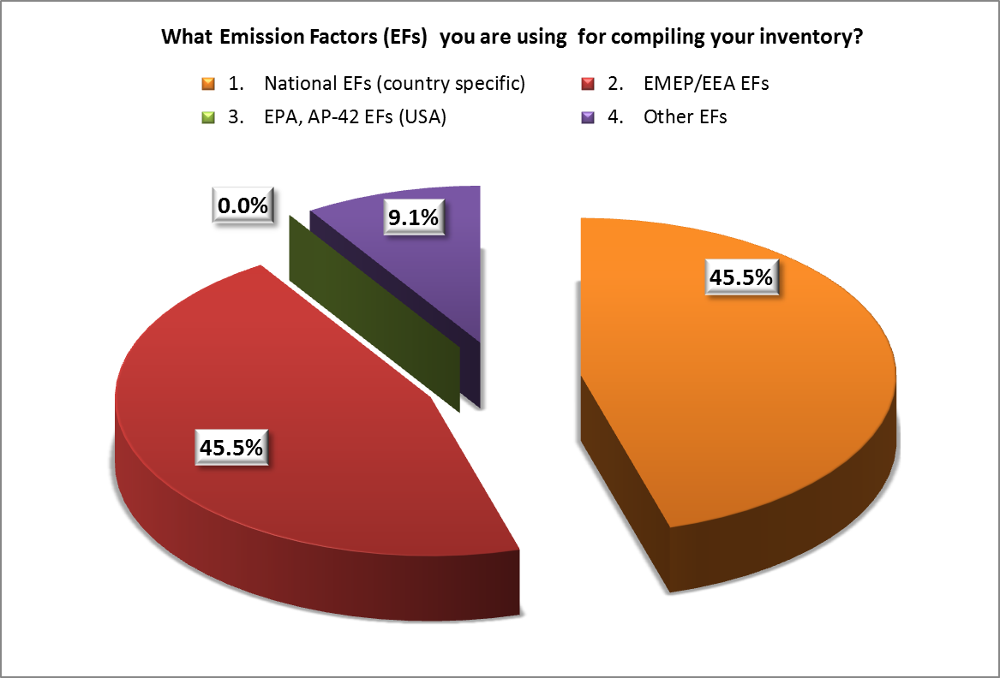 What Emission Factors (EFs) you are using for compiling your inventory?
1. National EFs (country specific)
2. EMEP/EEA EFs
3. EPA, AP-42 EFs (USA)
4. Other EFs
0.0%
9.1%
45.5%
45.5%